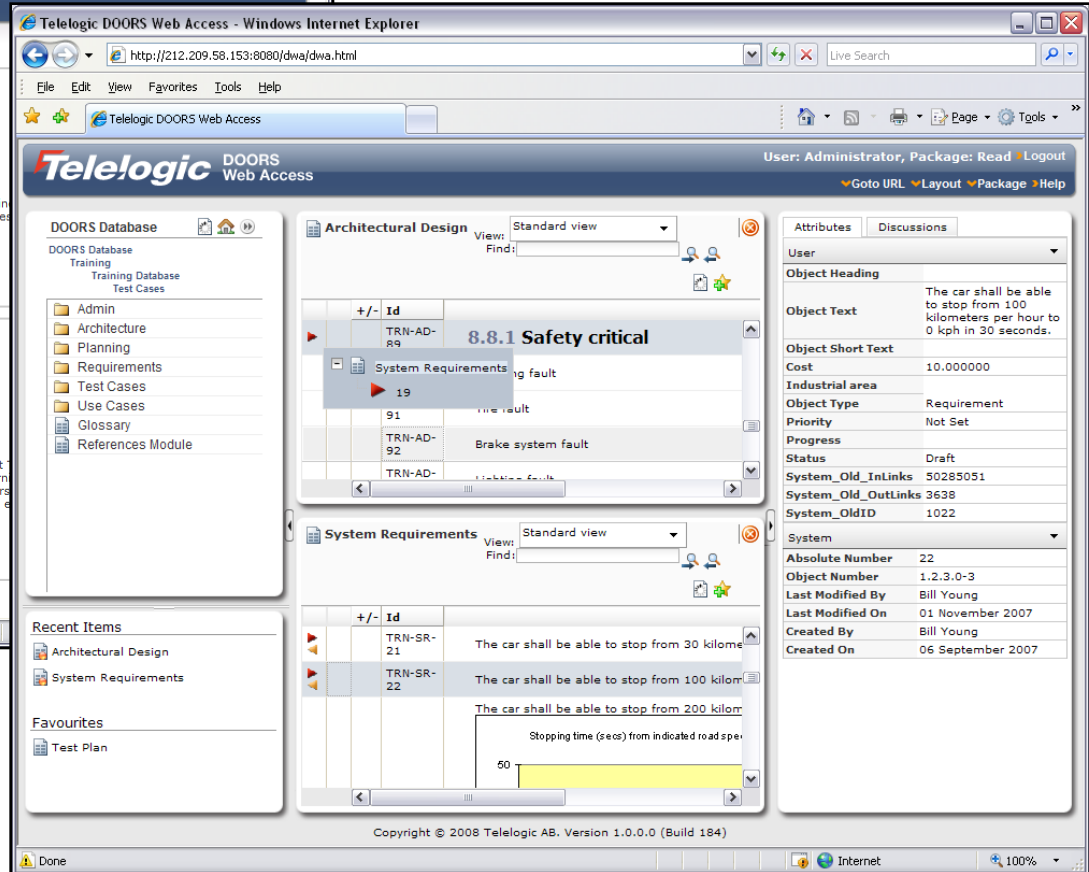 Telelogic DOORS Web Access - Windows Internet Explorer
http://212.209.58.153:8080/dwa/dwa.html
Live Search
File Edit View Favorites Tools Help
Telelogic DOORS Web Access
Page Tools
Telelogic DOORS Web Access
User: Administrator, Package: Read Logout
Goto URL Layout Package Help
DOORS Database
DOORS Database
Training
Training Database
Test Cases
Admin
Architecture
Planning
Requirements
Test Cases
Use Cases
Glossary
References Module
Recent Items
Architectural Design
System Requirements
Favourites
Test Plan
Architectural Design View: Standard view
Find:
+/- Id
TRN-AD-89 8.8.1 Safety critical
System Requirements
19
fault
91
fault
TRN-AD-92 Brake system fault
TRN-AD-
System Requirements View: Standard view
Find:
+/- Id
TRN-SR-21 The car shall be able to stop from 30 kilome
TRN-SR-22 The car shall be able to stop from 100 kilom
The car shall be able to stop from 200 kilom
Stopping time (secs) from indicated road spe
50
Attributes Discussions
User
Object Heading
Object Text The car shall be able
to stop from 100
kilometers per hour to
0 kph in 30 seconds.
Object Short Text
Cost 10.000000
Industrial area
Object Type Requirement
Priority Not Set
Progress
Status Draft
System_Old_InLinks 50285051
System_Old_OutLinks 3638
System_OldID 1022
System
Absolute Number 22
Object Number 1.2.3.0-3
Last Modified By Bill Young
Last Modified On 01 November 2007
Created By Bill Young
Created On 06 September 2007
Copyright © 2008 Telelogic AB. Version 1.0.0.0 (Build 184)
Done
Internet
100%